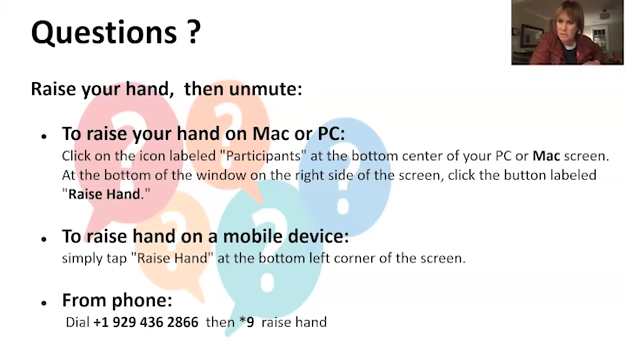 Questions ?
Raise your hand, then unmute:
• To raise your hand on Mac or PC:
Click on the icon labeled "Participants" at the bottom center of your PC or Mac screen.
At the bottom of the window on the right side of the screen, click the button labeled
"Raise Hand."
• To raise hand on a mobile device:
simply tap "Raise Hand" at the bottom left corner of the screen.
• From phone:
Dial +1 929 436 2866 then *9 raise hand